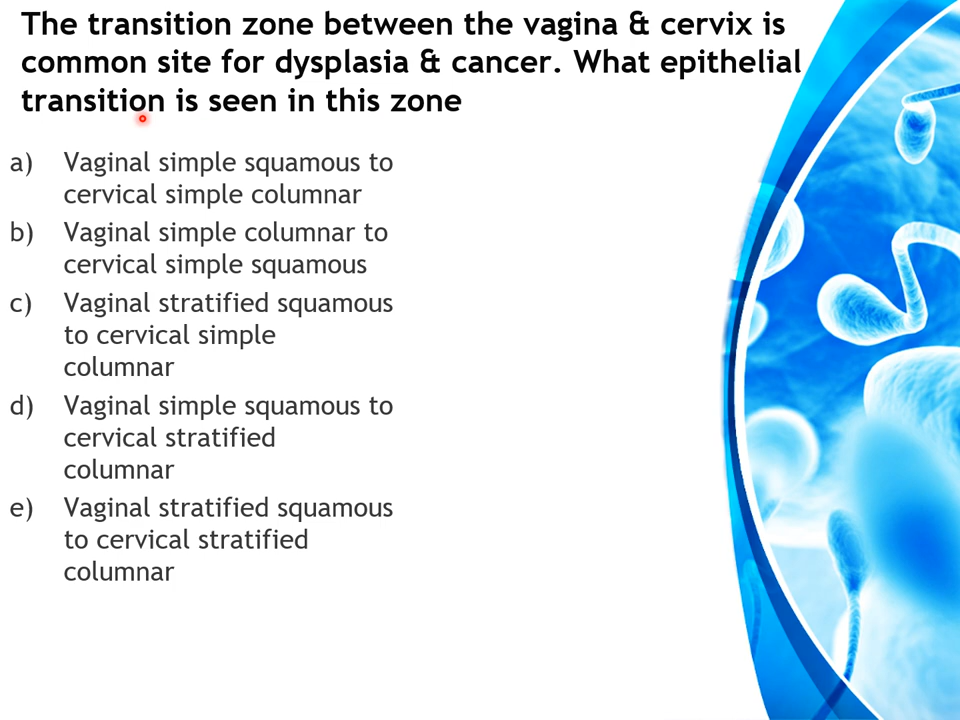 The transition zone between the vagina & cervix is
common site for dysplasia & cancer. What epithelial
transition is seen in this zone
a) Vaginal simple squamous to
cervical simple columnar
b) Vaginal simple columnar to
cervical simple squamous
c) Vaginal stratified squamous
to cervical simple
columnar
d) Vaginal simple squamous to
cervical stratified
columnar
e) Vaginal stratified squamous
to cervical stratified
columnar